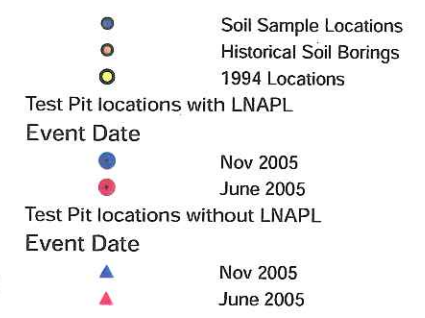 Soil Sample Locations
Historical Soil Borings
1994 Locations
Test Pit locations with LNAPL
Event Date
Nov 2005
June 2005
Test Pit locations without LNAPL
Event Date
Nov 2005
June 2005